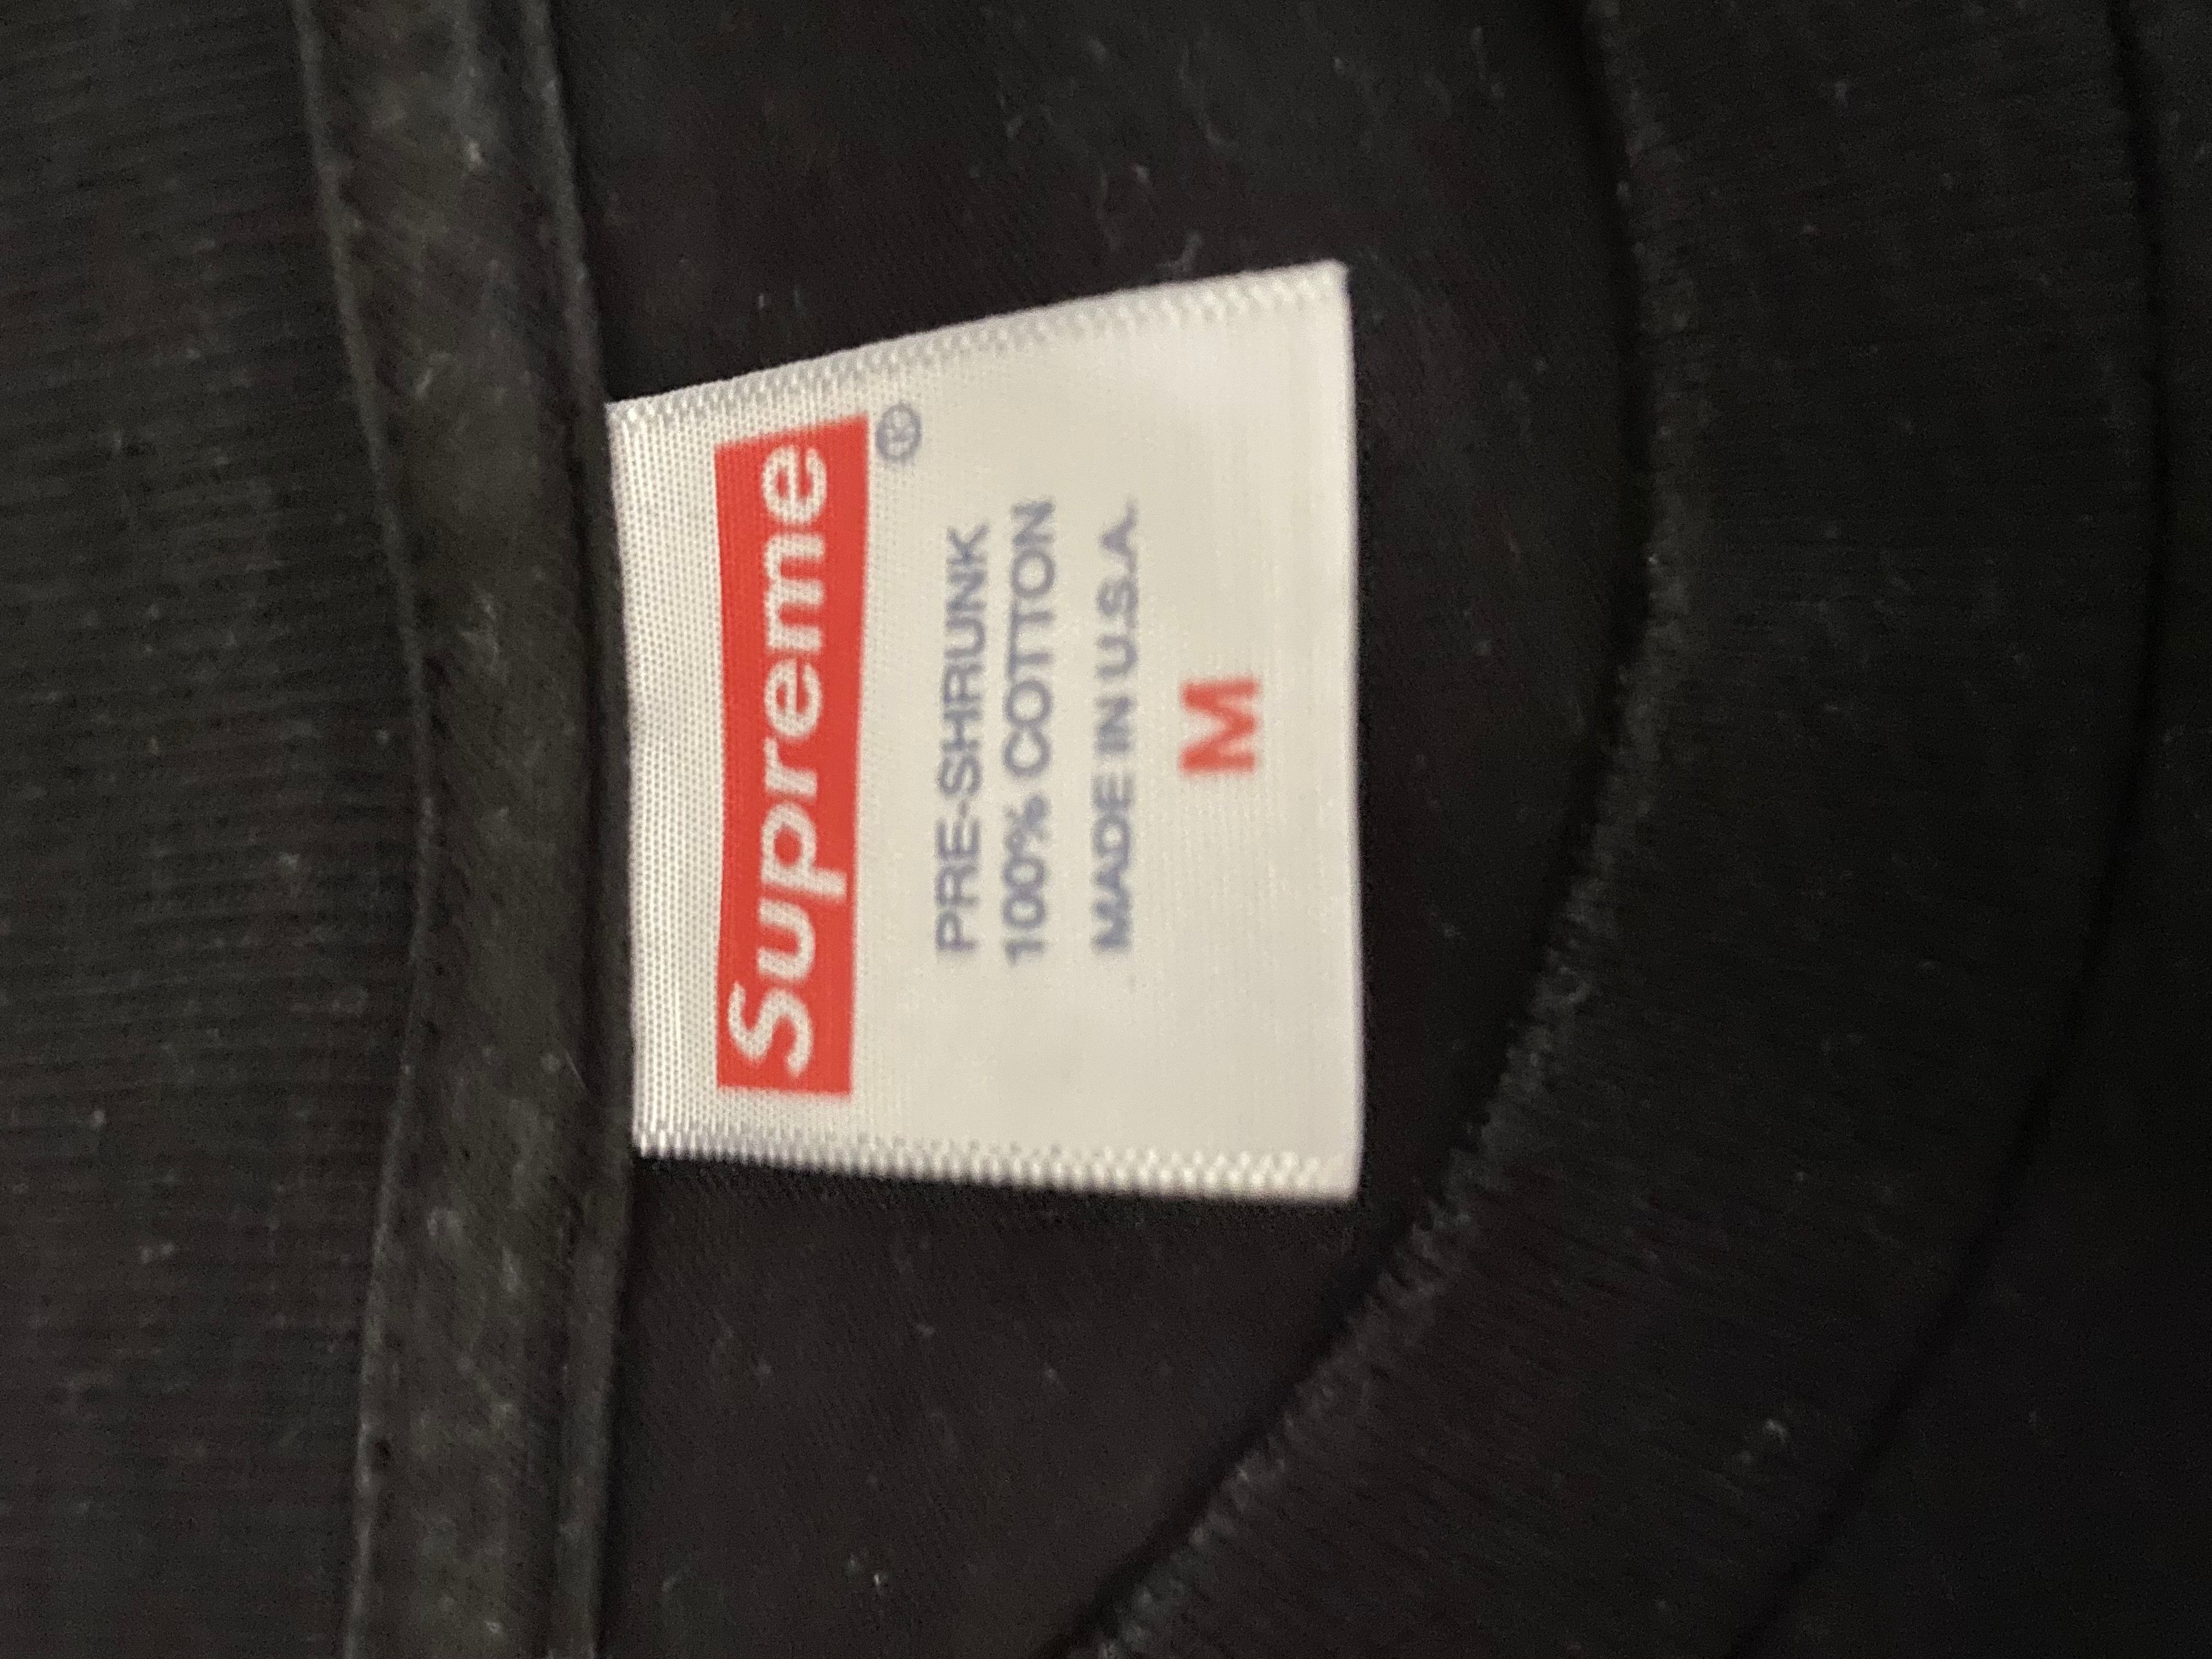 Supreme
®
PRE-SHRUNK
100% COTTON
MADE IN U.S.A.
M